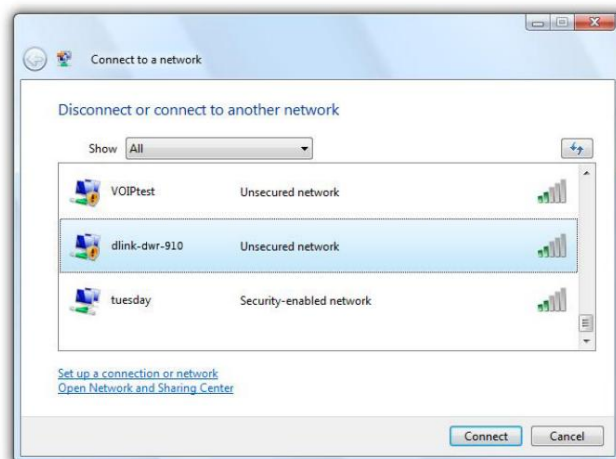 Connect to a network
Disconnect or connect to another network
Show All
VOIPtest Unsecured network
dlink-dwr-910 Unsecured network
tuesday Security-enabled network
Set up a connection or network
Open Network and Sharing Center
Connect Cancel